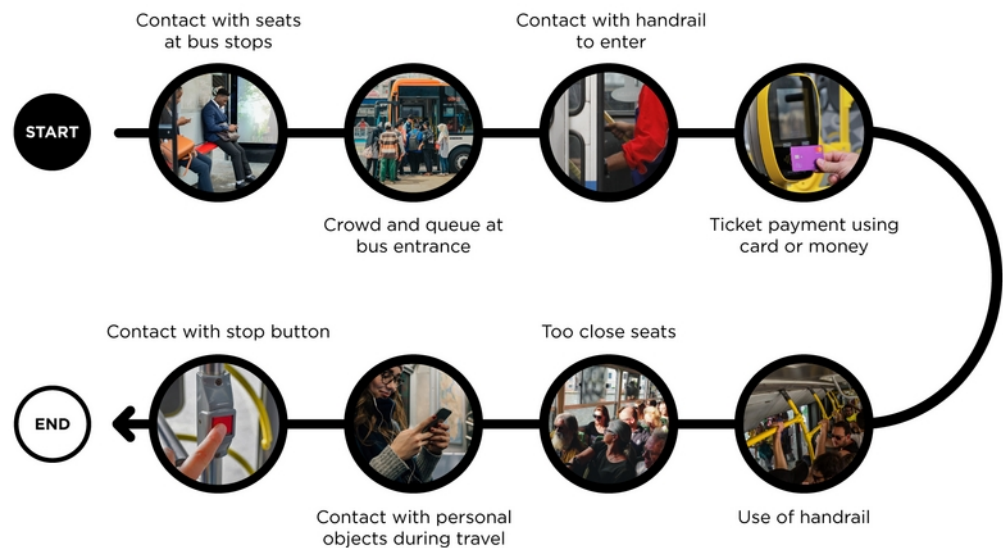 Contact with seats
at bus stops
Contact with handrail
to enter
START
Crowd and queue at
bus entrance
Ticket payment using
card or money
Contact with stop button
Too close seats
END
Contact with personal
objects during travel
Use of handrail